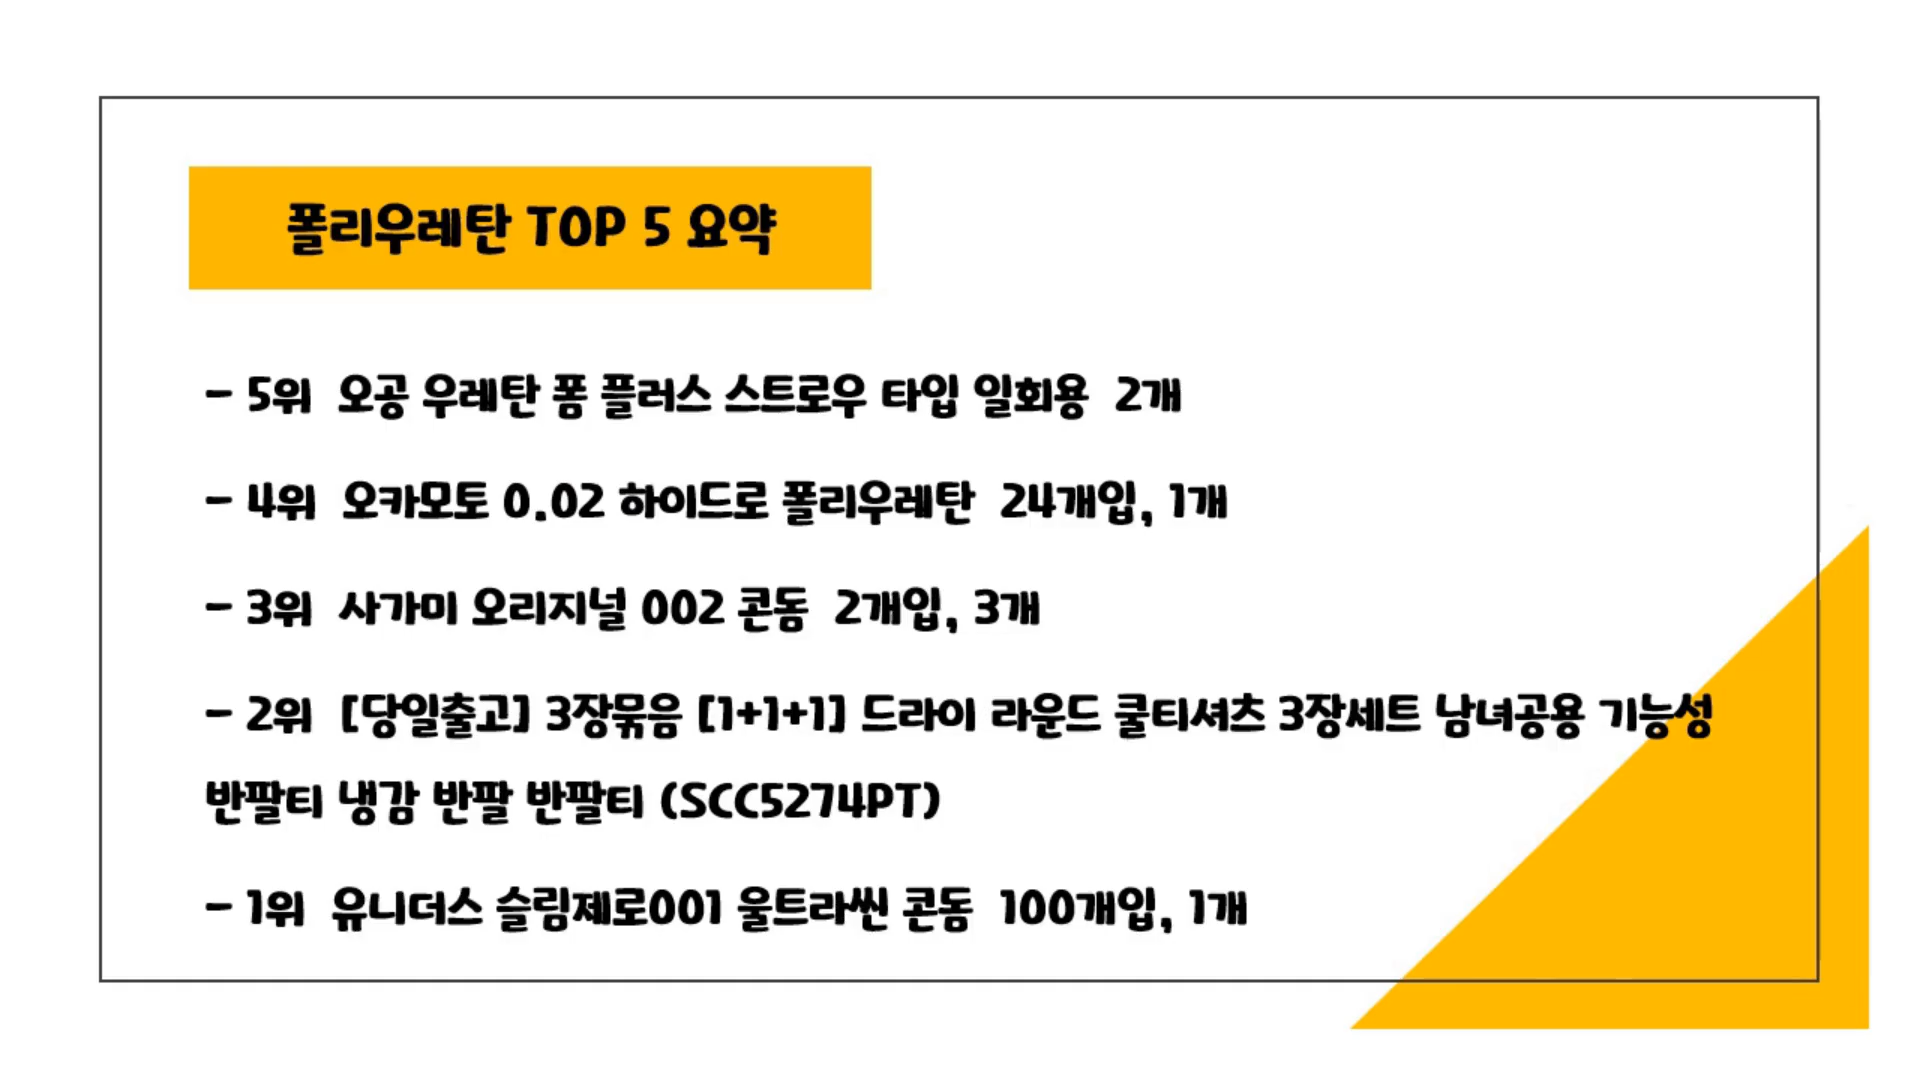 폴리우레탄 TOP 5 요약
- 5위 오공 우레탄 폼 플러스 스트로우 타입 일회용 2개
- 4위 오카모토 0.02 하이드로 폴리우레탄 24개입, 1개
- 3위 사가미 오리지널 002 콘돔 2개입, 3개
- 2위 [당일출고] 3장묶음 [1+1+1] 드라이 라운드 쿨티셔츠 3장세트 남녀공용 기능성
반팔티 냉감 반팔 반팔티 (SCC5274PT)
- 1위 유니더스 슬림제로001 울트라씬 콘돔 100개입, 1개